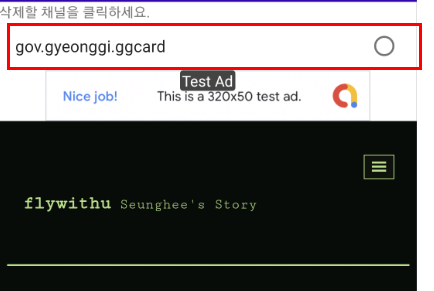 삭제할 채널을 클릭하세요.
gov.gyeonggi.ggcard
Test Ad
Nice job! This is a 320x50 test ad.
flywithu Seunghee's Story